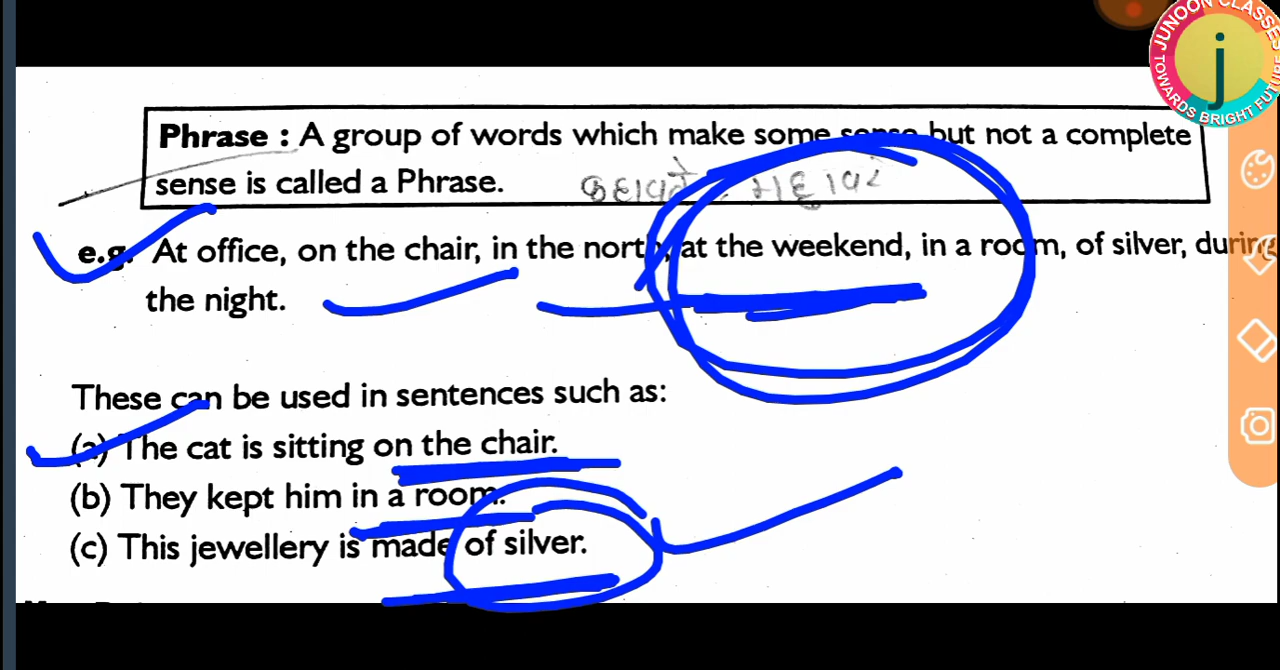 JUNOON CLASSES
TOWARDS BRIGHT FUTURE
j
Phrase : A group of words which make some sense but not a complete
sense is called a Phrase.
e.g. At office, on the chair, in the north, at the weekend, in a room, of silver, during
the night.
These can be used in sentences such as:
(a) The cat is sitting on the chair.
(b) They kept him in a room.
(c) This jewellery is made of silver.